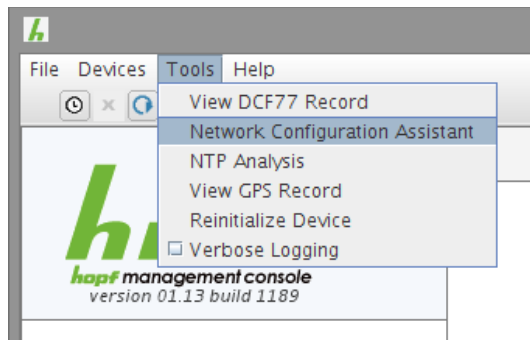 File Devices Tools Help
View DCF77 Record
Network Configuration Assistant
NTP Analysis
View GPS Record
Reinitialize Device
Verbose Logging
hopf management console
version 01.13 build 1189